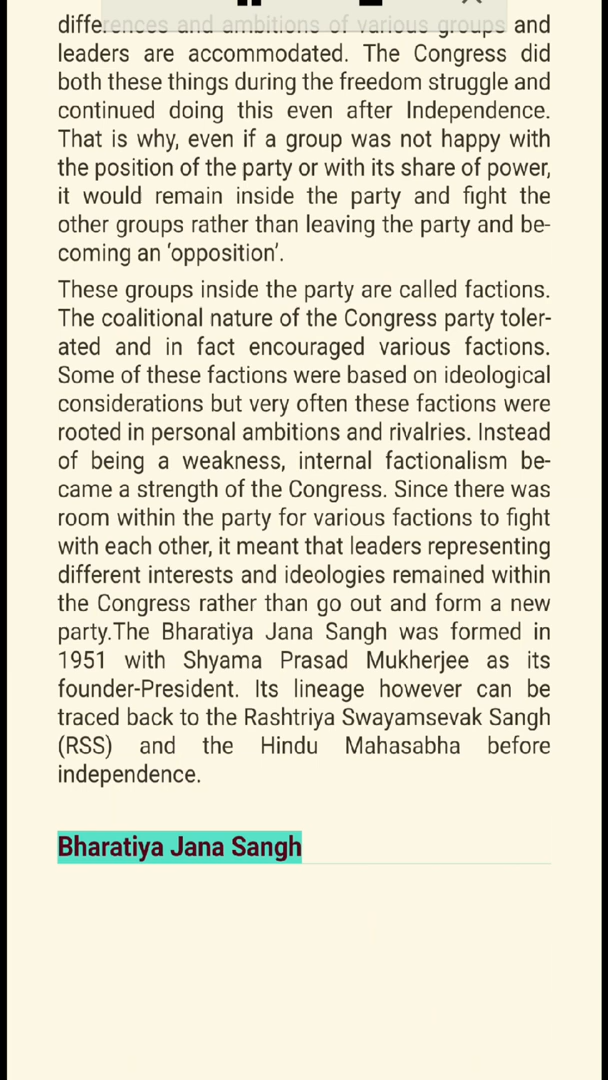 differences and ambitions of various groups and
leaders are accommodated. The Congress did
both these things during the freedom struggle and
continued doing this even after Independence.
That is why, even if a group was not happy with
the position of the party or with its share of power,
it would remain inside the party and fight the
other groups rather than leaving the party and be-
coming an ‘opposition’.
These groups inside the party are called factions.
The coalitional nature of the Congress party toler-
ated and in fact encouraged various factions.
Some of these factions were based on ideological
considerations but very often these factions were
rooted in personal ambitions and rivalries. Instead
of being a weakness, internal factionalism be-
came a strength of the Congress. Since there was
room within the party for various factions to fight
with each other, it meant that leaders representing
different interests and ideologies remained within
the Congress rather than go out and form a new
party.The Bharatiya Jana Sangh was formed in
1951 with Shyama Prasad Mukherjee as its
founder-President. Its lineage however can be
traced back to the Rashtriya Swayamsevak Sangh
(RSS) and the Hindu Mahasabha before
independence.
Bharatiya Jana Sangh